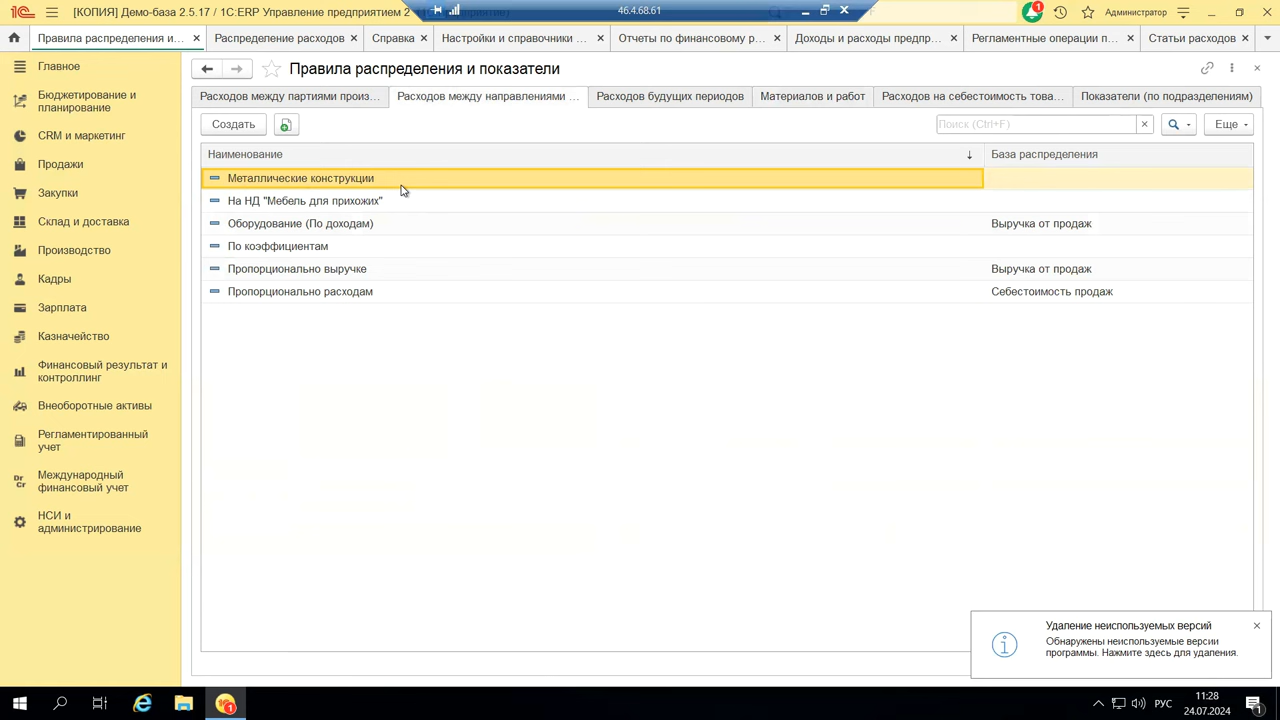 [КОПИЯ] Демо-база 2.5.17 / 1С:ERP Управление предприятием 2
46.4.68.61
Администратор
Правила распределения и...
Распределение расходов
Справка
Настройки и справочники ...
Отчеты по финансовому р...
Доходы и расходы предпр...
Регламентные операции п...
Статьи расходов
Главное
Бюджетирование и
планирование
CRM и маркетинг
Продажи
Закупки
Склад и доставка
Производство
Кадры
Зарплата
Казначейство
Финансовый результат и
контроллинг
Внеоборотные активы
Регламентированный
учет
Международный
финансовый учет
НСИ и
администрирование
Правила распределения и показатели
Расходов между партиями произ...
Расходов между направлениями ...
Расходов будущих периодов
Материалов и работ
Расходов на себестоимость това...
Показатели (по подразделениям)
Создать
Поиск (Ctrl+F)
Еще
Наименование
База распределения
Металлические конструкции
На НД "Мебель для прихожих"
Оборудование (По доходам)
Выручка от продаж
По коэффициентам
Пропорционально выручке
Выручка от продаж
Пропорционально расходам
Себестоимость продаж
Удаление неиспользуемых версий
Обнаружены неиспользуемые версии
программы. Нажмите здесь для удаления.
РУС
11:28
24.07.2024